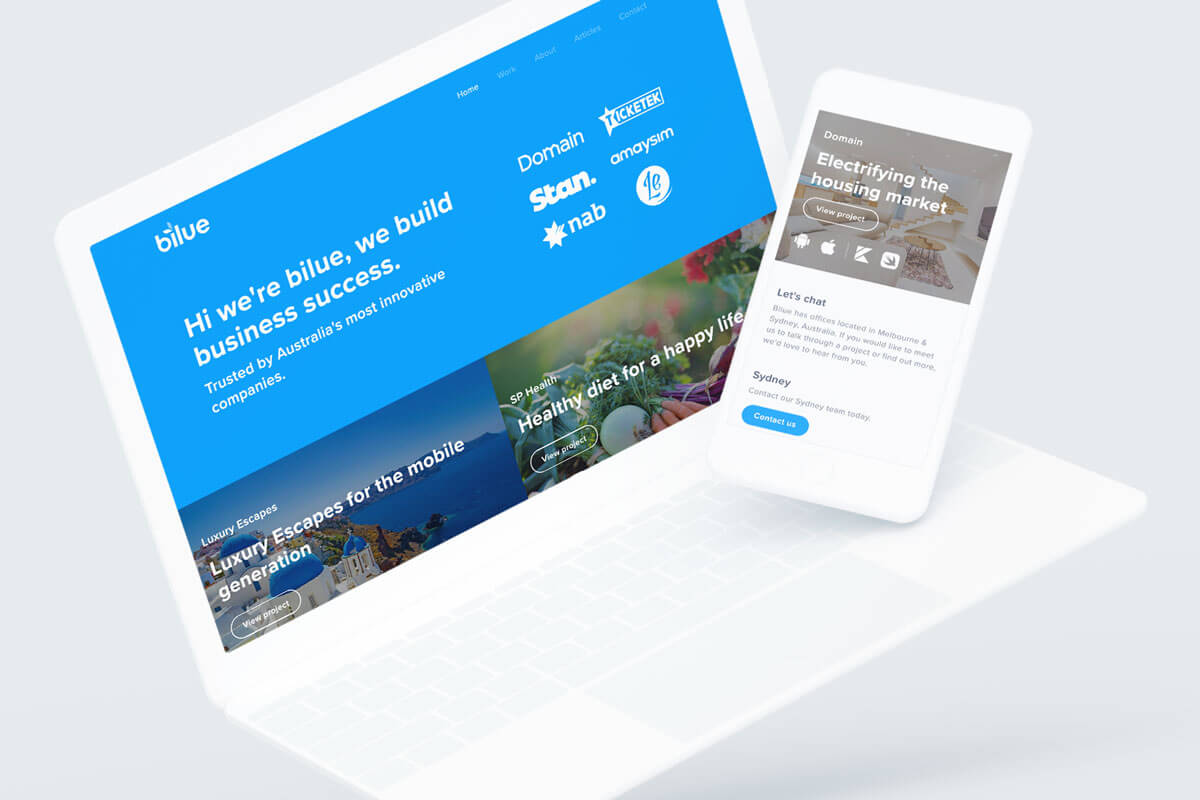 Home
Work
About
Articles
Contact
bilue
Hi we're bilue, we build
business success.
Trusted by Australia's most innovative
companies.
Domain
TICKETEK
Stan.
amaysim
nab
Le
Luxury Escapes
Luxury Escapes for the mobile
generation
View project
SP Health
Healthy diet for a happy life
View project
Domain
Electrifying the
housing market
View project
Let's chat
Bilue has offices located in Melbourne &
Sydney, Australia. If you would like to meet
us to talk through a project or find out more,
we'd love to hear from you.
Sydney
Contact our Sydney team today.
Contact us